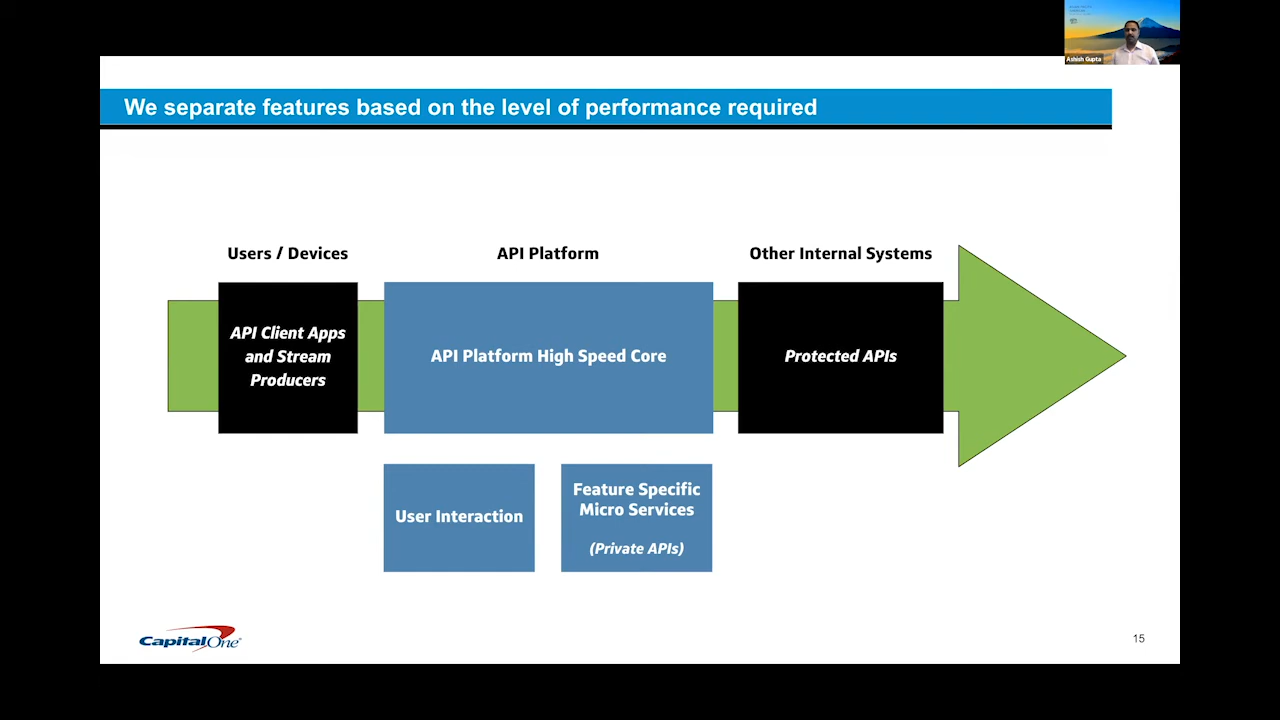 Ashish Gupta
We separate features based on the level of performance required
Users / Devices
API Platform
Other Internal Systems
API Client Apps
and Stream
Producers
API Platform High Speed Core
Protected APIs
User Interaction
Feature Specific
Micro Services
(Private APIs)
CapitalOne
15